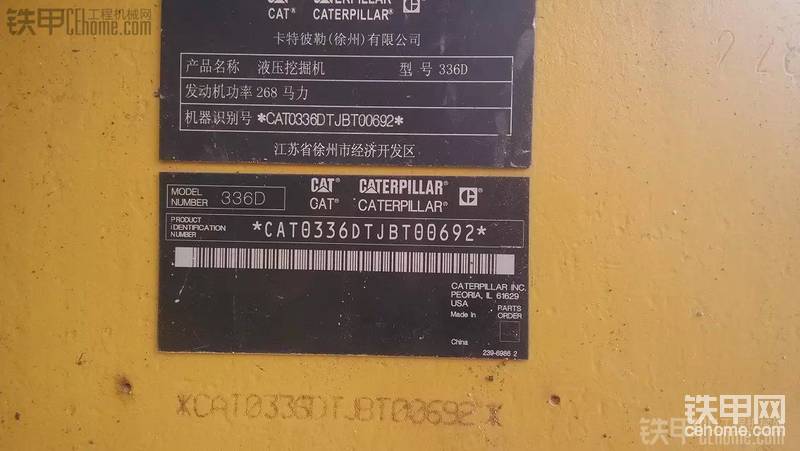 铁甲 工程机械网
CEhome.com
CAT CATERPILLAR
卡特彼勒(徐州)有限公司
产品名称 液压挖掘机 型 号 336D
发动机功率 268 马力
机器识别号 *CAT0336DTJBT00692*
江苏省徐州市经济开发区
MODEL NUMBER 336D
CAT CATERPILLAR
CAT CATERPILLAR
PRODUCT IDENTIFICATION NUMBER *CAT0336DTJBT00692*
CATERPILLAR INC.
PEORIA, IL 61629
USA
Made In
PARTS ORDER
China
239-6986 2
*CAT0336DTJBT00692*
铁甲网
cehome.com